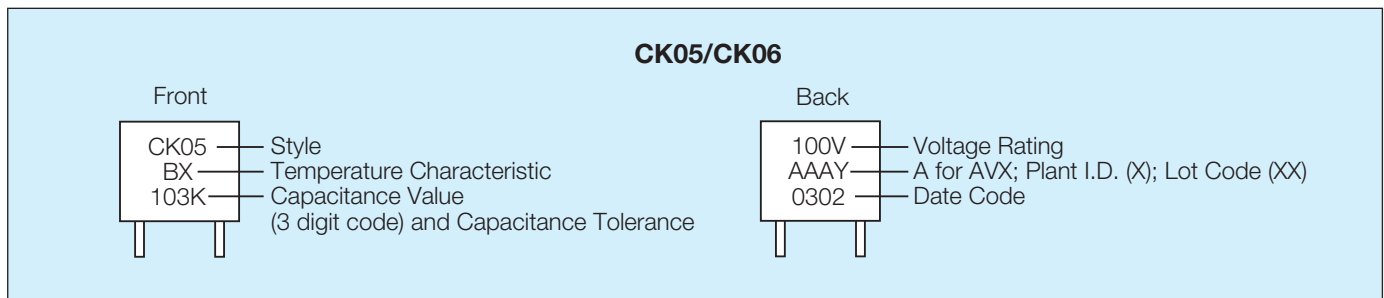 CK05/CK06
Front
CK05 Style
BX Temperature Characteristic
103K Capacitance Value
(3 digit code) and Capacitance Tolerance
Back
100V Voltage Rating
AAAY A for AVX; Plant I.D. (X); Lot Code (XX)
0302 Date Code